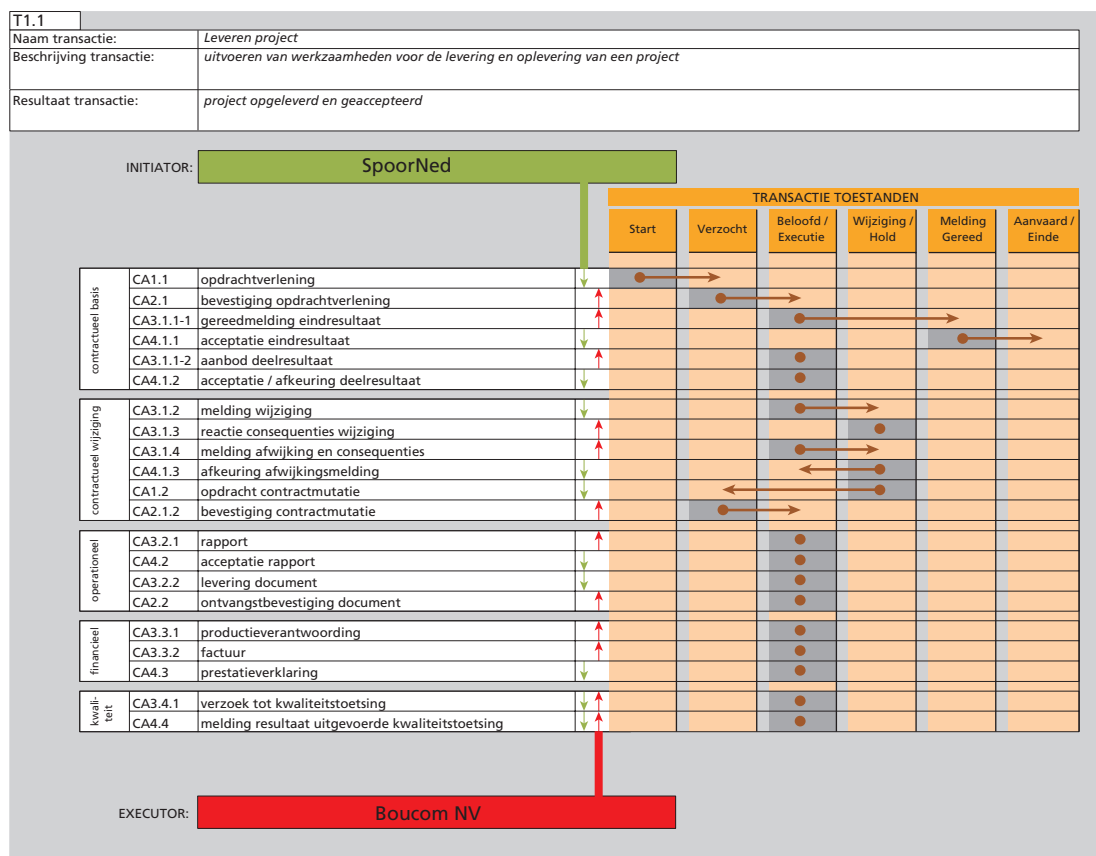 T1.1
Naam transactie: Leveren project
Beschrijving transactie: uitvoeren van werkzaamheden voor de levering en oplevering van een project
Resultaat transactie: project opgeleverd en geaccepteerd
INITIATOR: SpoorNed
TRANSACTIE TOESTANDEN
Start
Verzocht
Beloofd /
Executie
Wijziging /
Hold
Melding
Gereed
Aanvaard /
Einde
contractueel basis
CA1.1 opdrachtverlening
CA2.1 bevestiging opdrachtverlening
CA3.1.1-1 gereedmelding eindresultaat
CA4.1.1 acceptatie eindresultaat
CA3.1.1-2 aanbod deelresultaat
CA4.1.2 acceptatie / afkeuring deelresultaat
contractueel wijziging
CA3.1.2 melding wijziging
CA3.1.3 reactie consequenties wijziging
CA3.1.4 melding afwijking en consequenties
CA4.1.3 afkeuring afwijkingsmelding
CA1.2 opdracht contractmutatie
CA2.1.2 bevestiging contractmutatie
operationeel
CA3.2.1 rapport
CA4.2 acceptatie rapport
CA3.2.2 levering document
CA2.2 ontvangstbevestiging document
financieel
CA3.3.1 productieverantwoording
CA3.3.2 factuur
CA4.3 prestatieverklaring
kwali-
teit
CA3.4.1 verzoek tot kwaliteitstoetsing
CA4.4 melding resultaat uitgevoerde kwaliteitstoetsing
EXECUTOR: Boucom NV